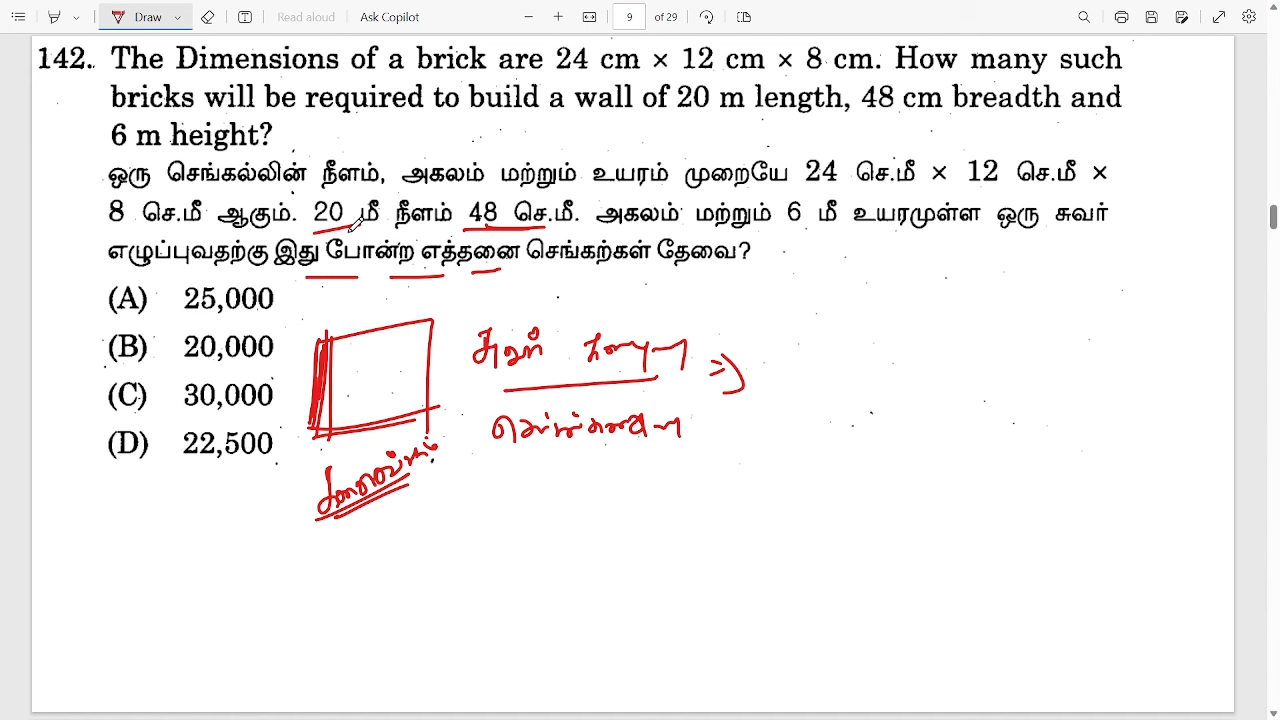 Draw
Read aloud
Ask Copilot
9 of 29
142. The Dimensions of a brick are 24 cm × 12 cm × 8 cm. How many such
bricks will be required to build a wall of 20 m length, 48 cm breadth and
6 m height?
ஒரு செங்கல்லின் நீளம், அகலம் மற்றும் உயரம் முறையே 24 செ.மீ × 12 செ.மீ ×
8 செ.மீ ஆகும். 20 மீ நீளம் 48 செ.மீ. அகலம் மற்றும் 6 மீ உயரமுள்ள ஒரு சுவர்
எழுப்புவதற்கு இது போன்ற எத்தனை செங்கற்கள் தேவை?
(A) 25,000
(B) 20,000
(C) 30,000
(D) 22,500